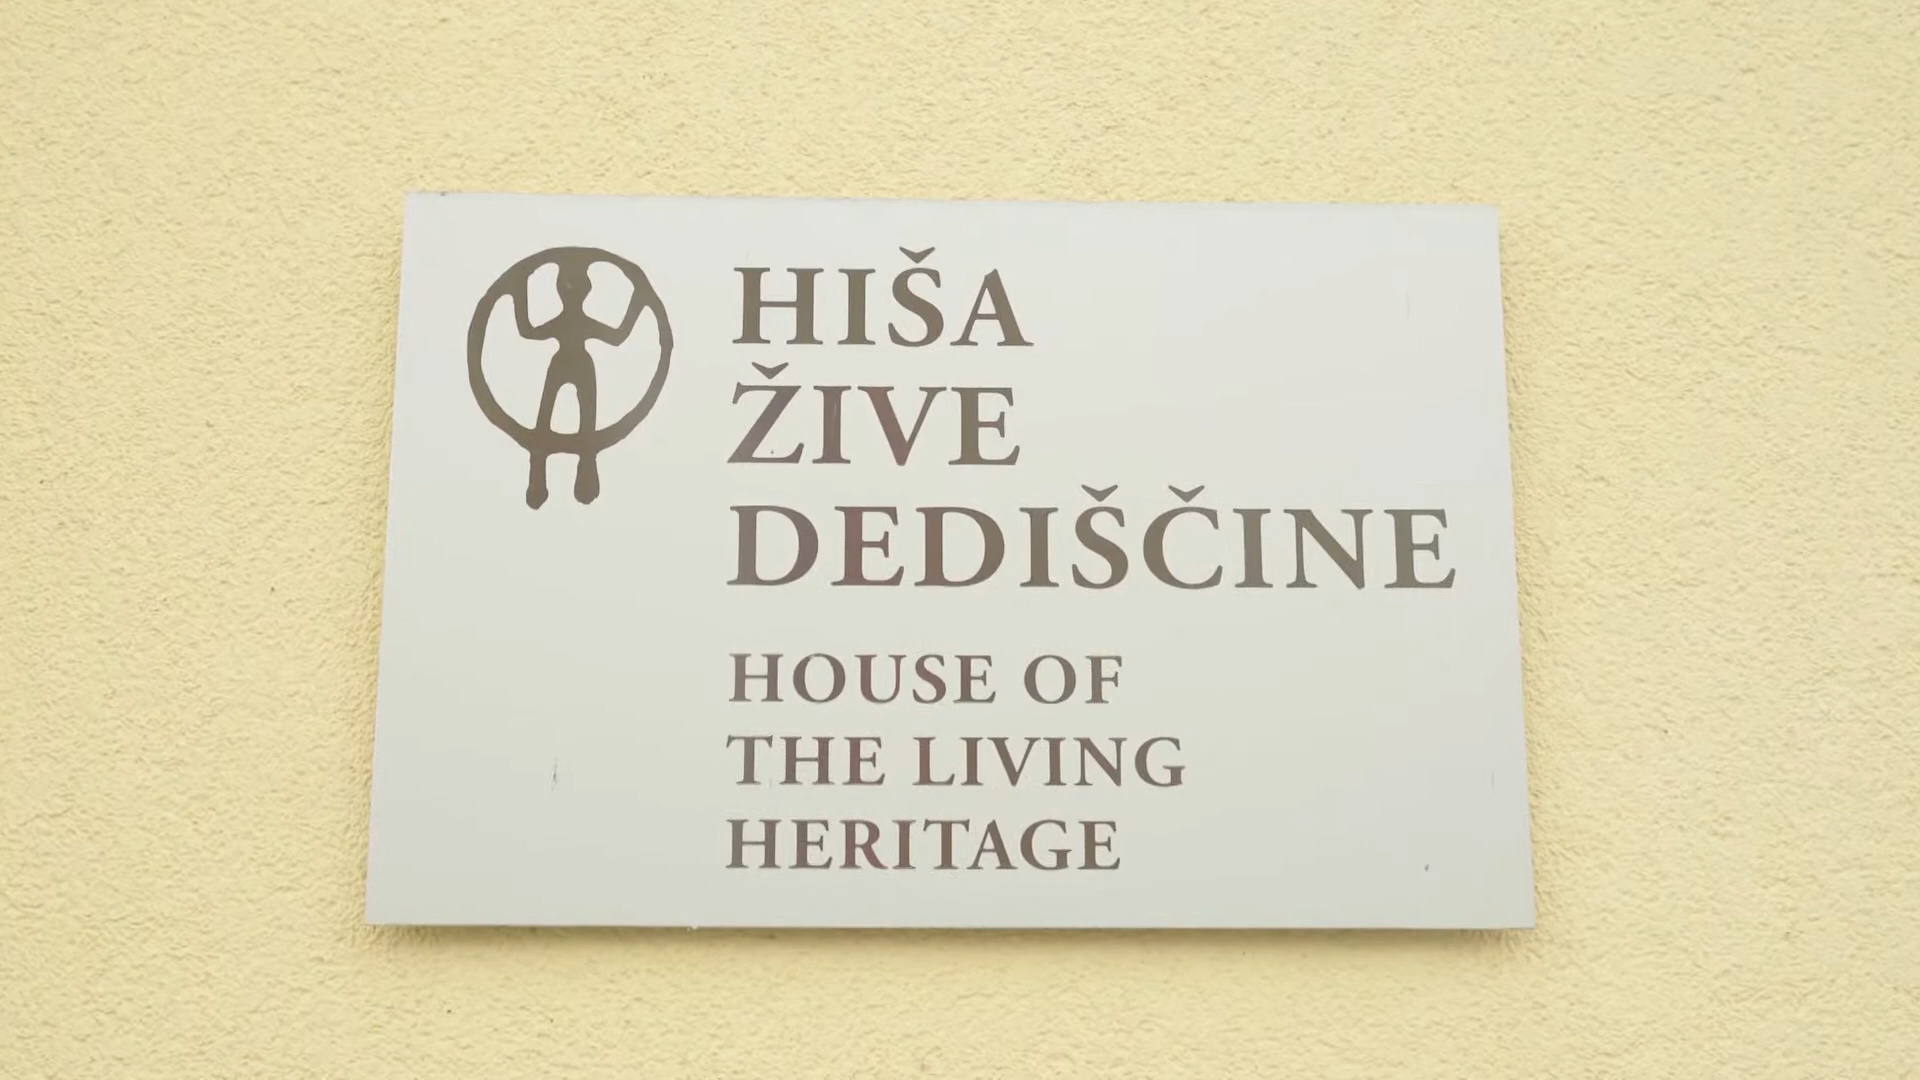 HIŠA
ŽIVE
DEDIŠČINE
HOUSE OF
THE LIVING
HERITAGE